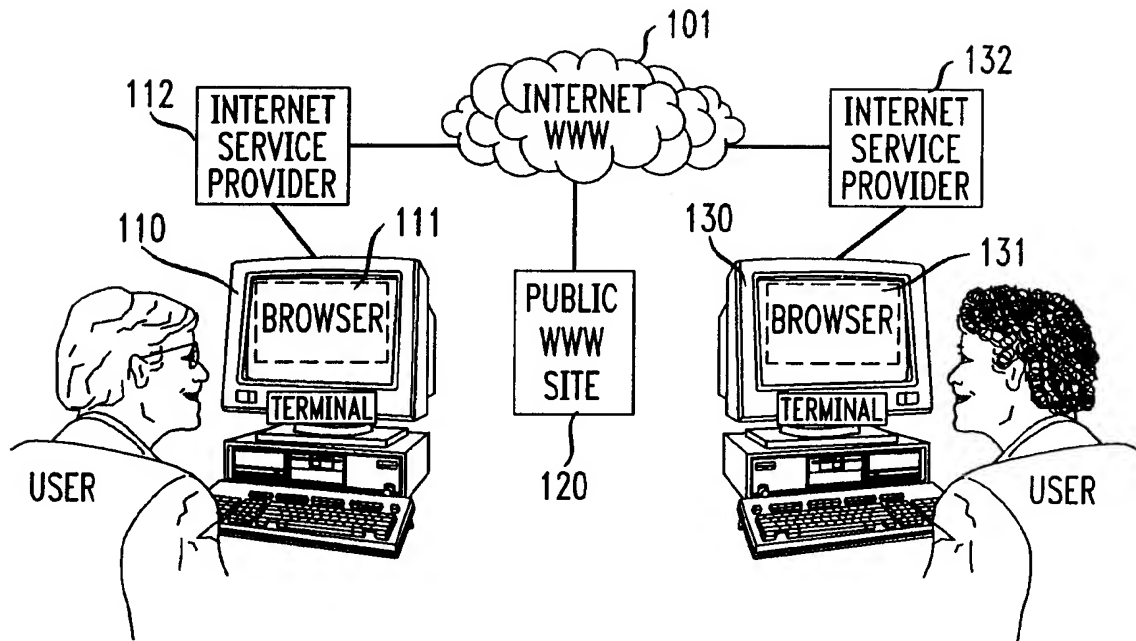 101
132
112
INTERNET
SERVICE
PROVIDER
INTERNET
WWW
INTERNET
SERVICE
PROVIDER
110
111
BROWSER
TERMINAL
USER
PUBLIC
WWW
SITE
120
130
131
BROWSER
TERMINAL
USER